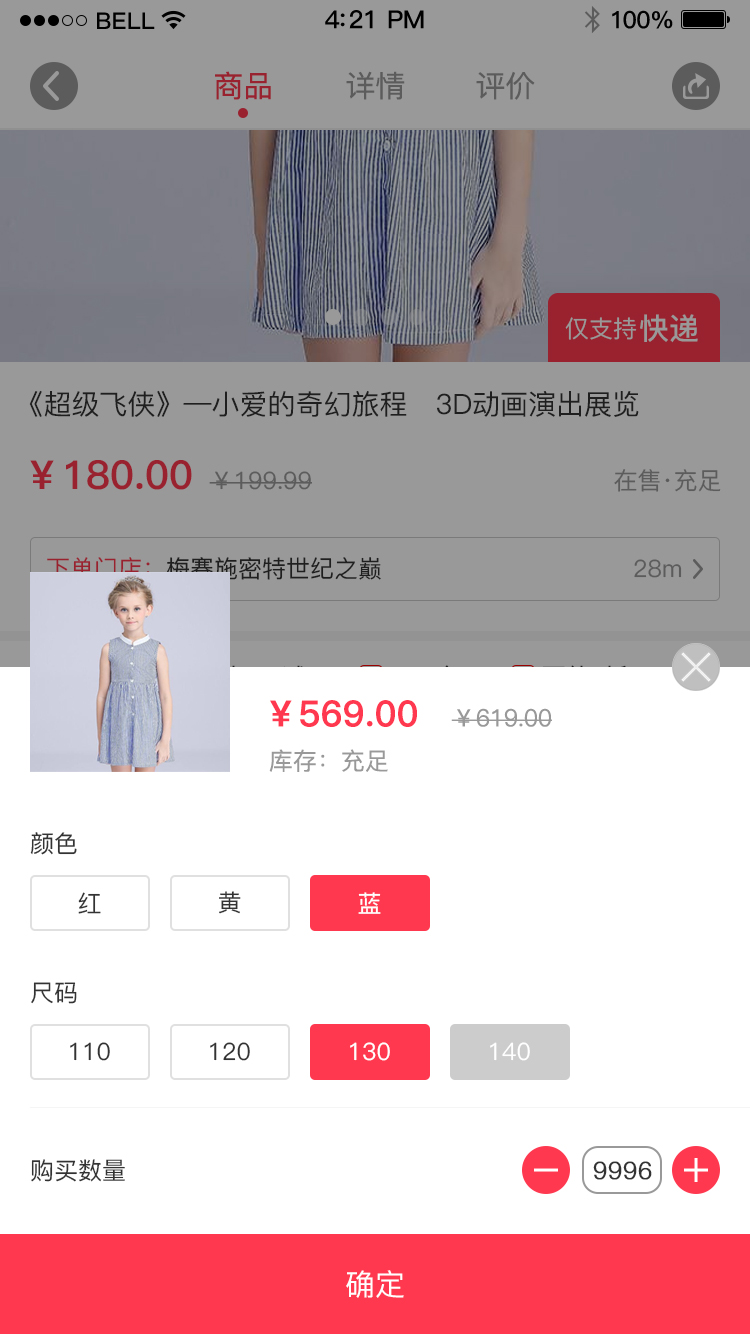 BELL 4:21 PM 100%
商品 详情 评价
仅支持快递
《超级飞侠》—小爱的奇幻旅程 3D动画演出展览
¥180.00 ¥199.99 在售·充足
下单门店：梅赛施密特世纪之巅 28m
¥569.00 ¥619.00
库存：充足
颜色
红 黄 蓝
尺码
110 120 130 140
购买数量 9996
确定